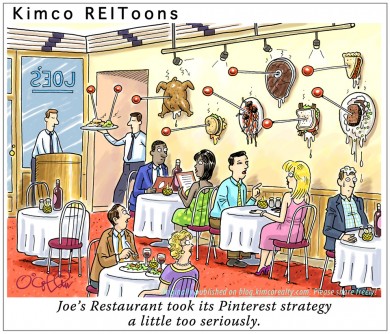 Kimco REIToons
JOE'S
published on blog.kimcorealty.com. Please share freely!
Joe's Restaurant took its Pinterest strategy
a little too seriously.